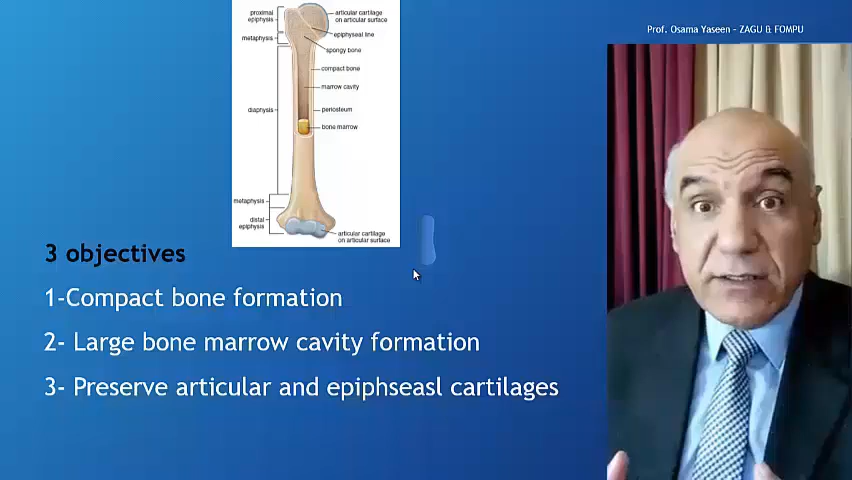 proximal
epiphysis
metaphysis
diaphysis
metaphysis
distal
epiphysis
articular cartilage
on articular surface
epiphyseal line
spongy bone
compact bone
marrow cavity
periosteum
bone marrow
articular cartilage
on articular surface
Prof. Osama Yaseen - ZAGU & FOMPU
3 objectives
1-Compact bone formation
2- Large bone marrow cavity formation
3- Preserve articular and epiphseasl cartilages